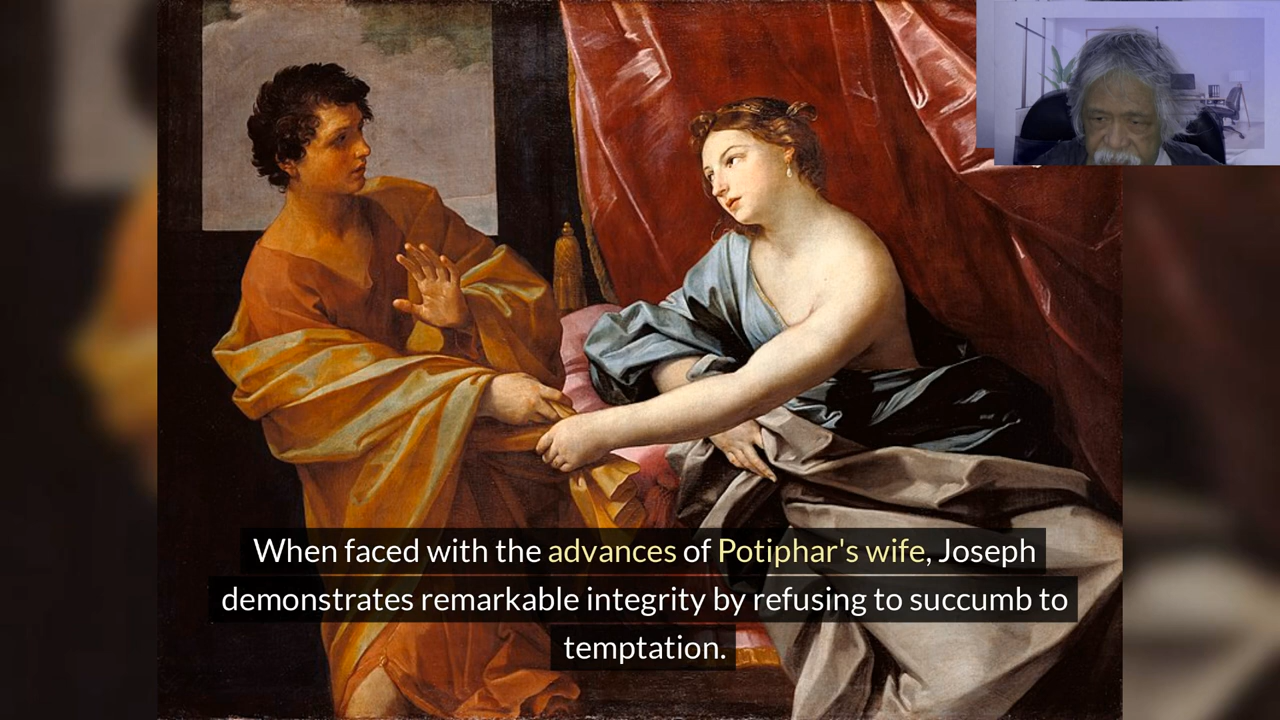 When faced with the advances of Potiphar's wife, Joseph
demonstrates remarkable integrity by refusing to succumb to
temptation.